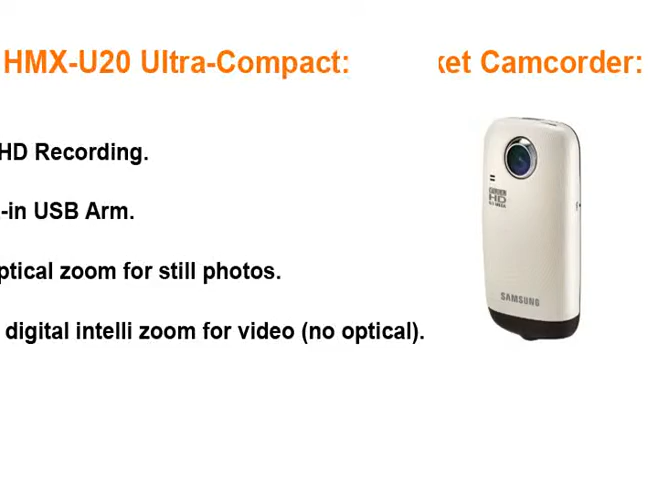 HMX-U20 Ultra-Compact: ket Camcorder:
HD Recording.
-in USB Arm.
ptical zoom for still photos.
digital intelli zoom for video (no optical).
HD
SAMSUNG